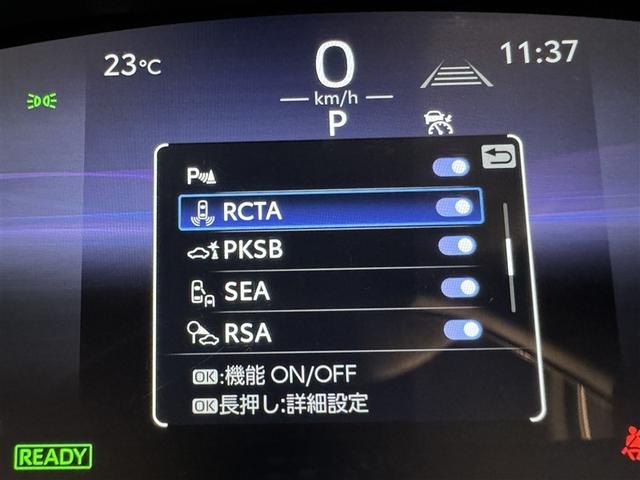 23℃
0
11:37
km/h
P
P
RCTA
PKSB
SEA
RSA
OK:機能 ON/OFF
OK長押し:詳細設定
READY